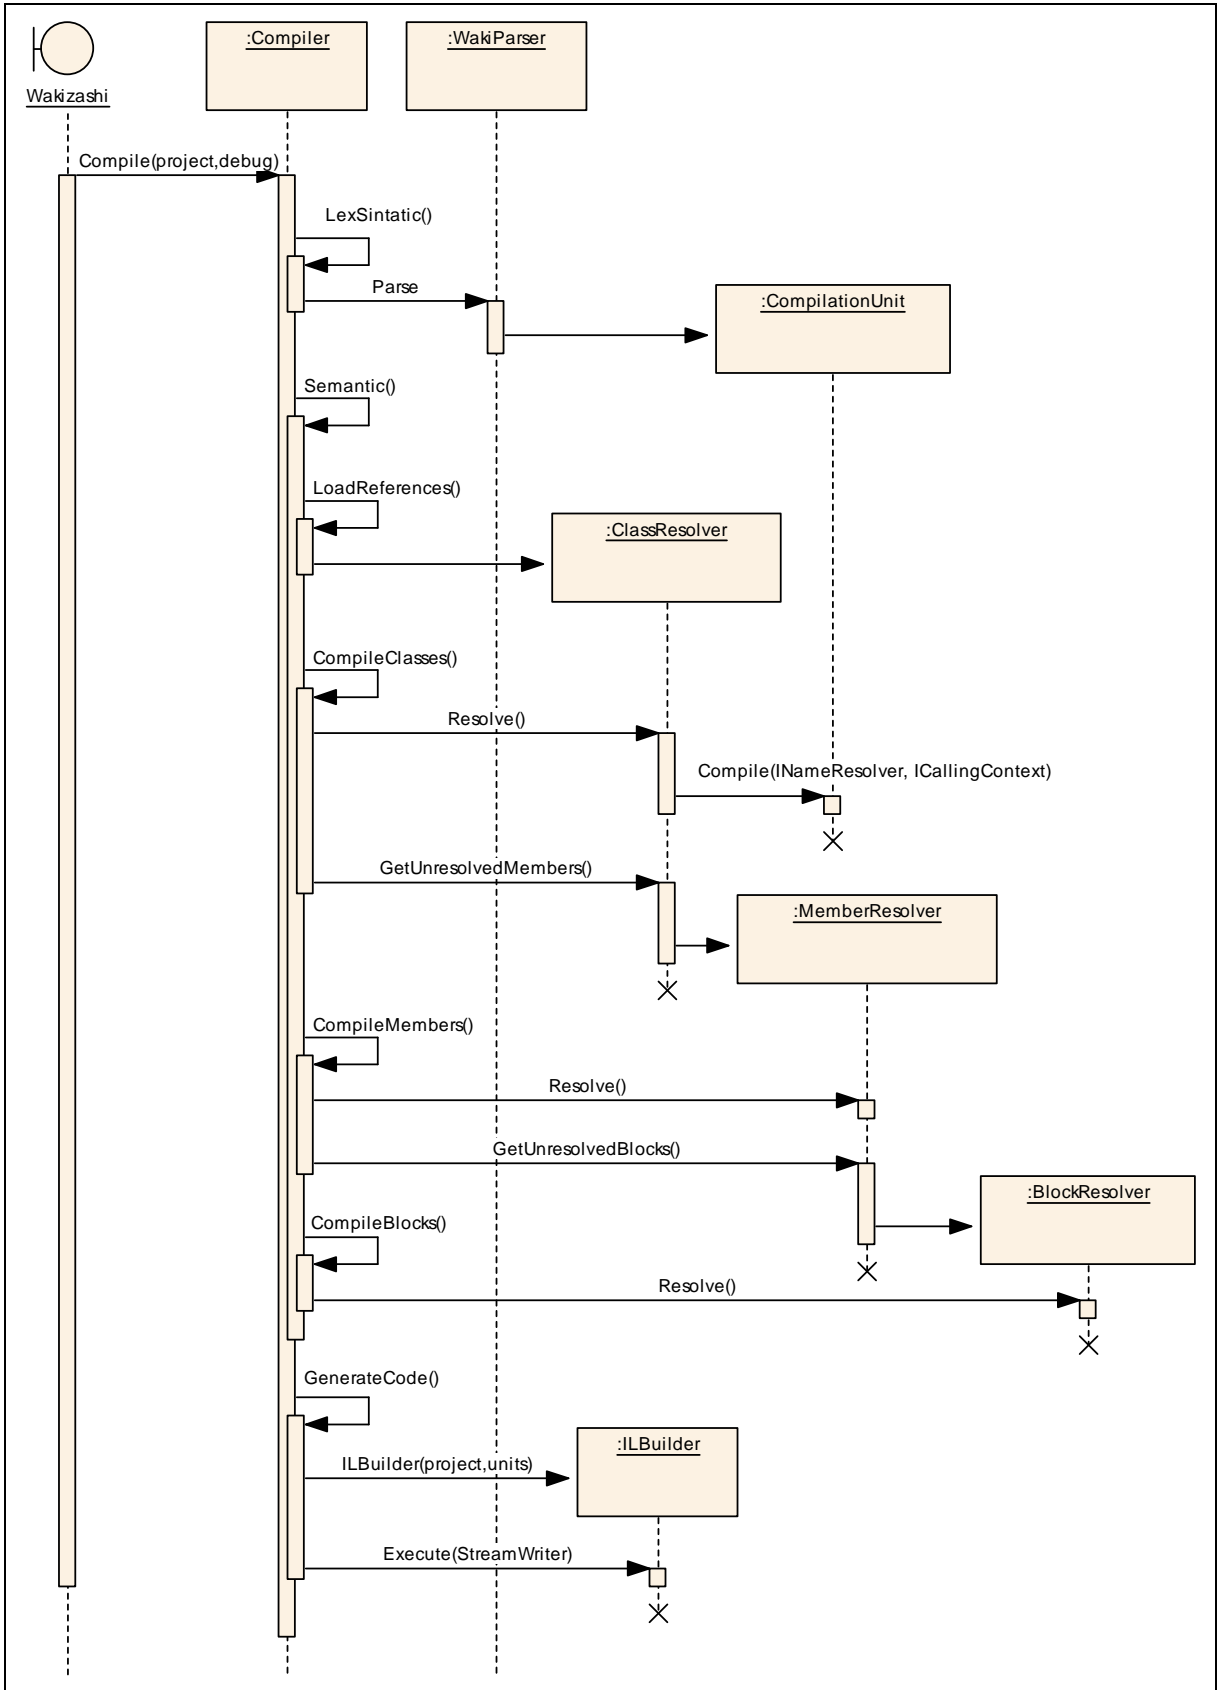 :Compiler
:WakiParser
Wakizashi
Compile(project,debug)
LexSintatic()
Parse
:CompilationUnit
Semantic()
LoadReferences()
:ClassResolver
CompileClasses()
Resolve()
Compile(INameResolver, ICallingContext)
GetUnresolvedMembers()
:MemberResolver
CompileMembers()
Resolve()
GetUnresolvedBlocks()
:BlockResolver
CompileBlocks()
Resolve()
GenerateCode()
:ILBuilder
ILBuilder(project,units)
Execute(StreamWriter)